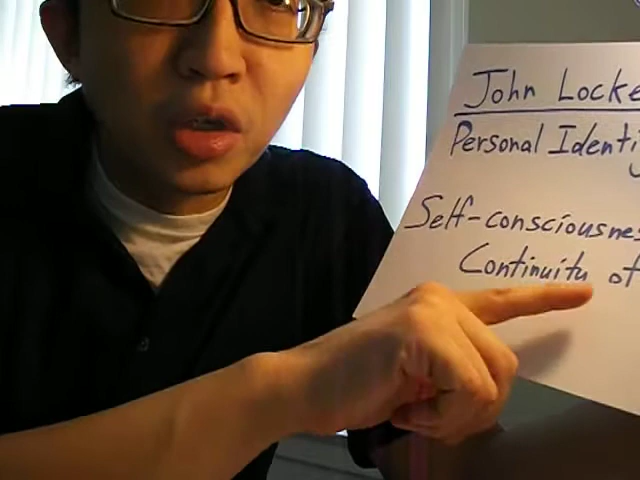 John Locke
Personal Identi
Self-consciousnes
Continuity of